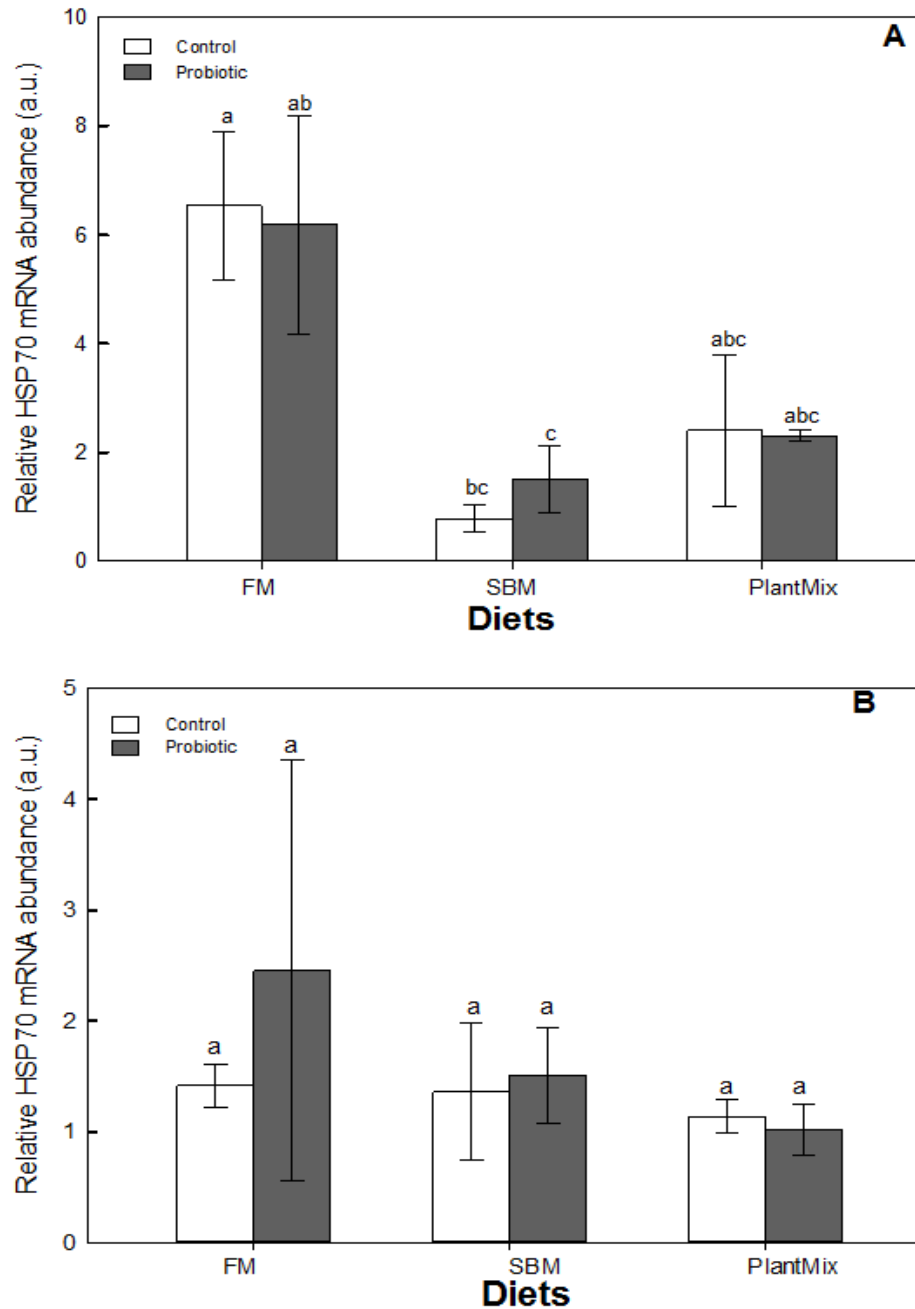 10
A
Control
Probiotic
a
ab
8
6
4
abc
abc
c
bc
2
0
Relative HSP70 mRNA abundance (a.u.)
FM
SBM
PlantMix
Diets
5
B
Control
Probiotic
a
4
3
2
a
a
a
a
a
1
0
Relative HSP70 mRNA abundance (a.u.)
FM
SBM
PlantMix
Diets